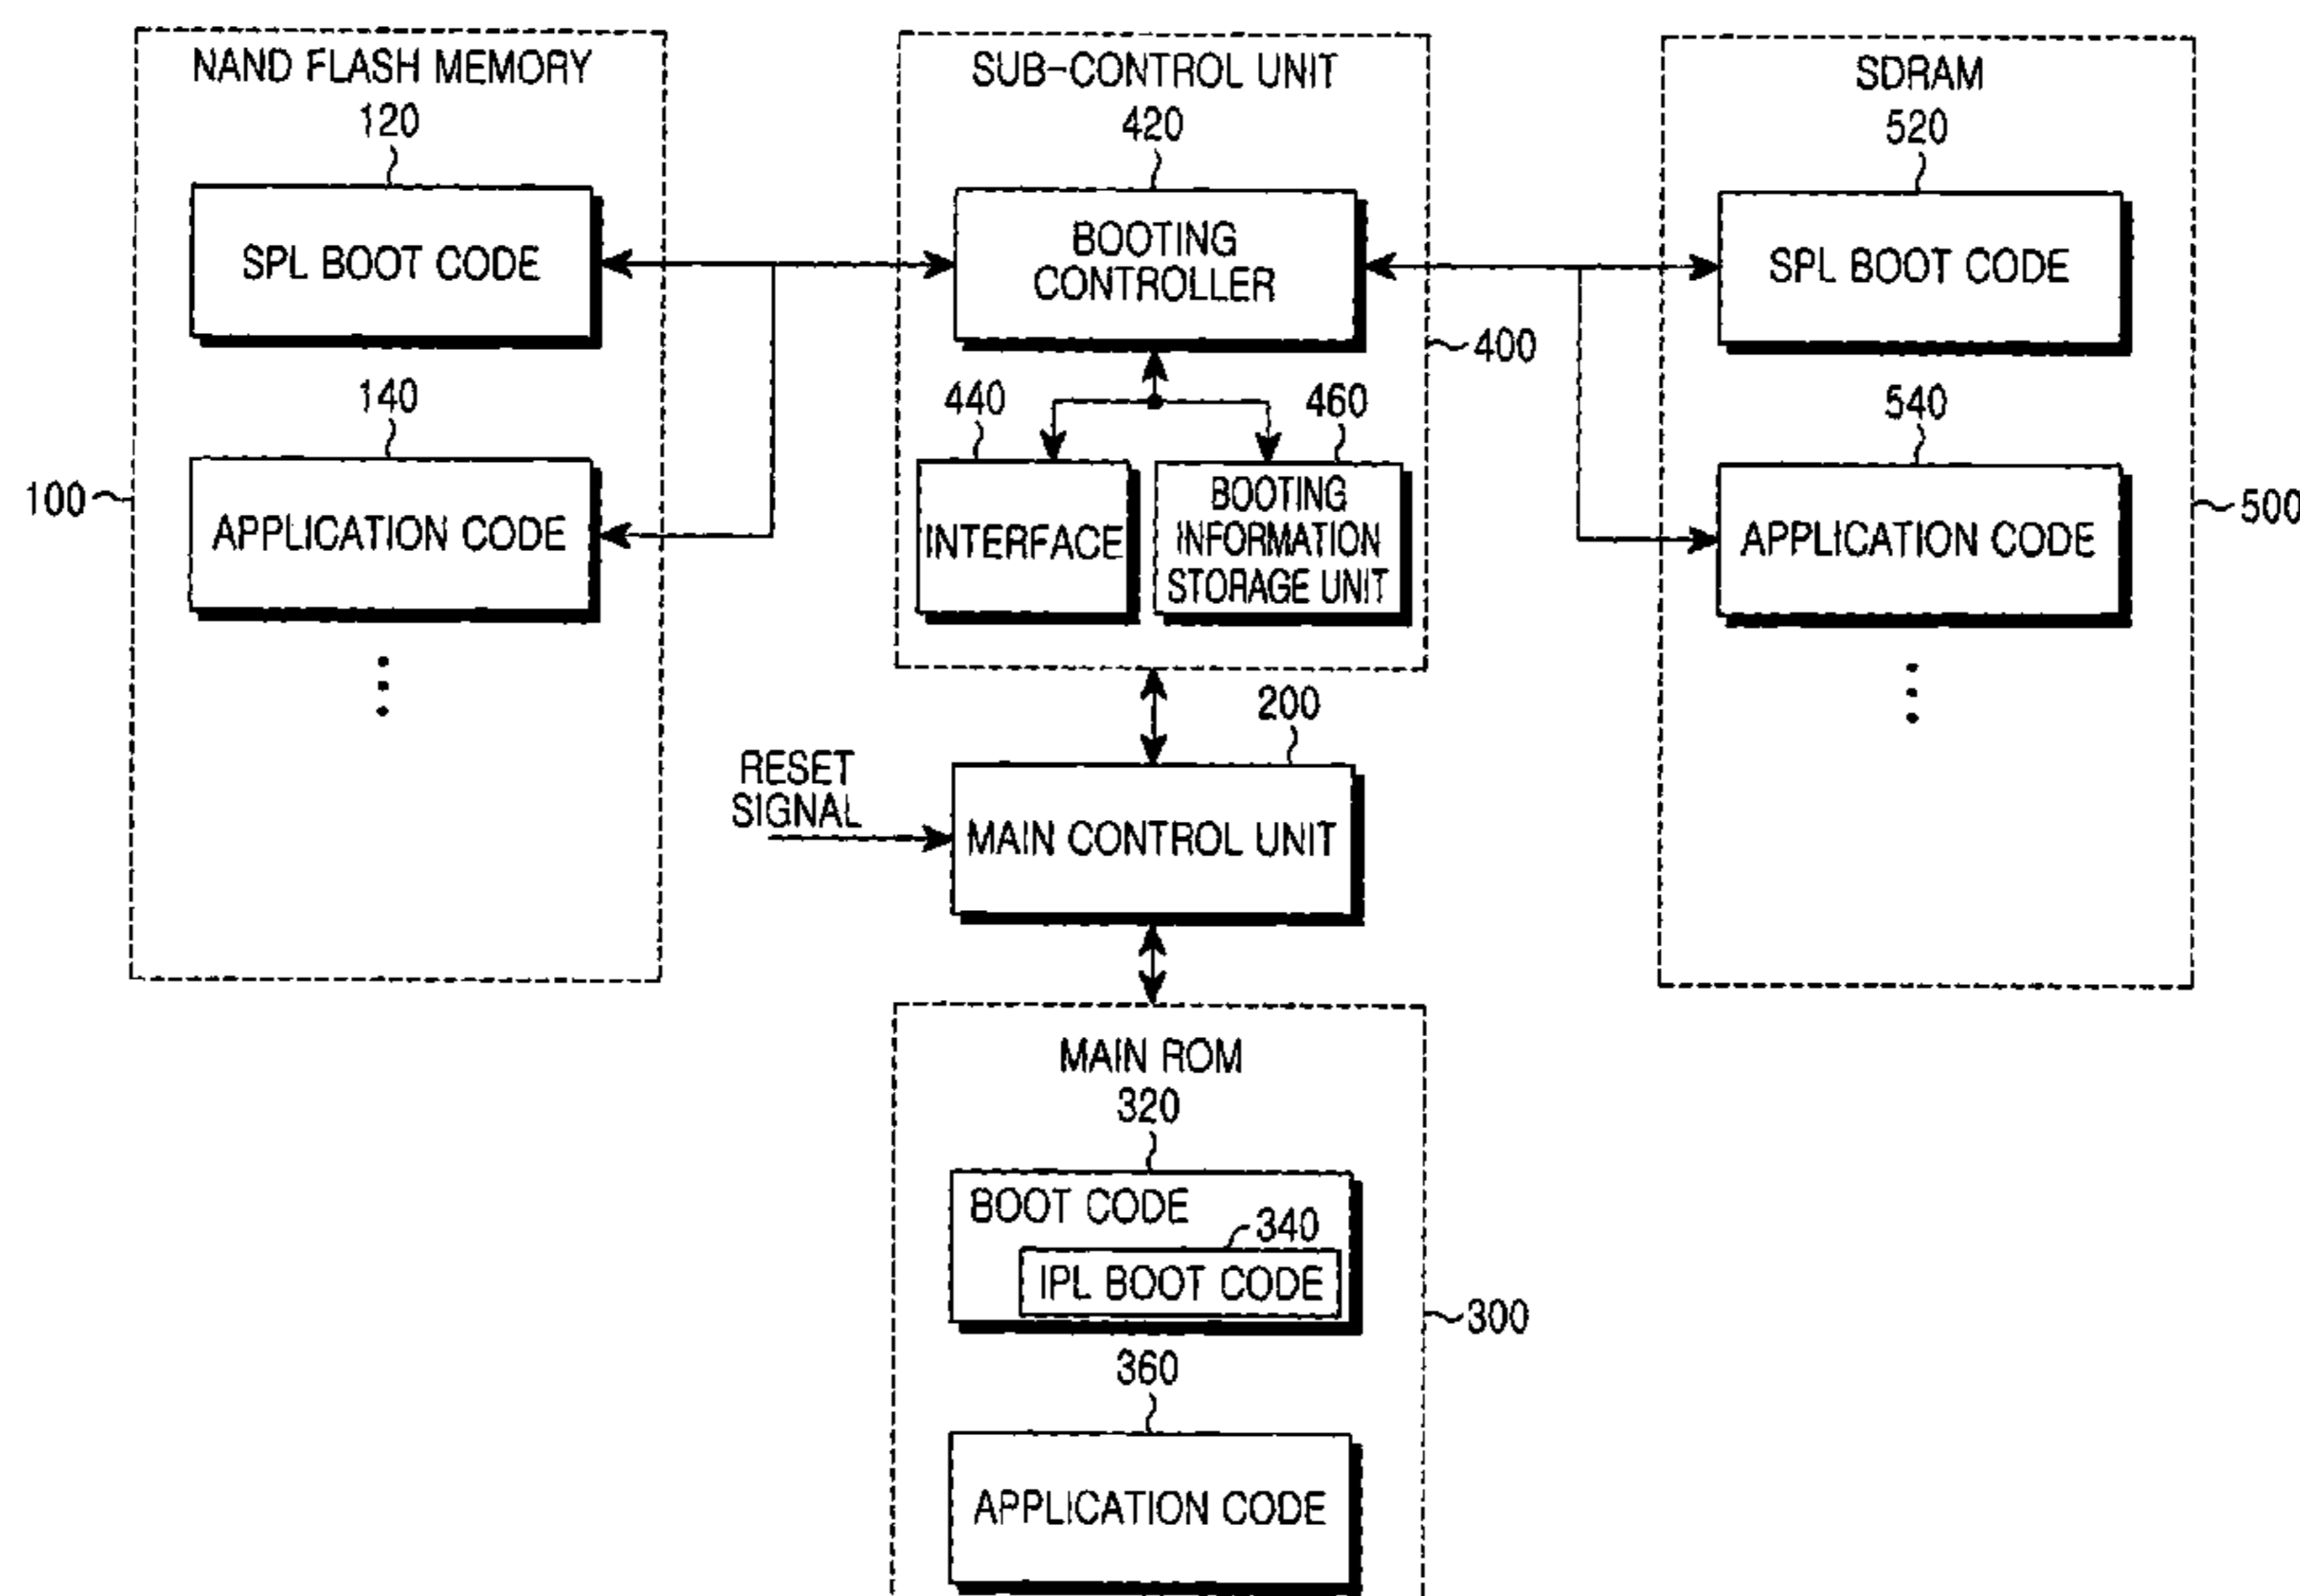 NAND FLASH MEMORY
120
SPL BOOT CODE
140
APPLICATION CODE
100
SUB-CONTROL UNIT
420
BOOTING
CONTROLLER
400
440
INTERFACE
460
BOOTING
INFORMATION
STORAGE UNIT
SDRAM
520
SPL BOOT CODE
540
APPLICATION CODE
500
200
RESET
SIGNAL
MAIN CONTROL UNIT
MAIN ROM
320
BOOT CODE
340
IPL BOOT CODE
300
360
APPLICATION CODE